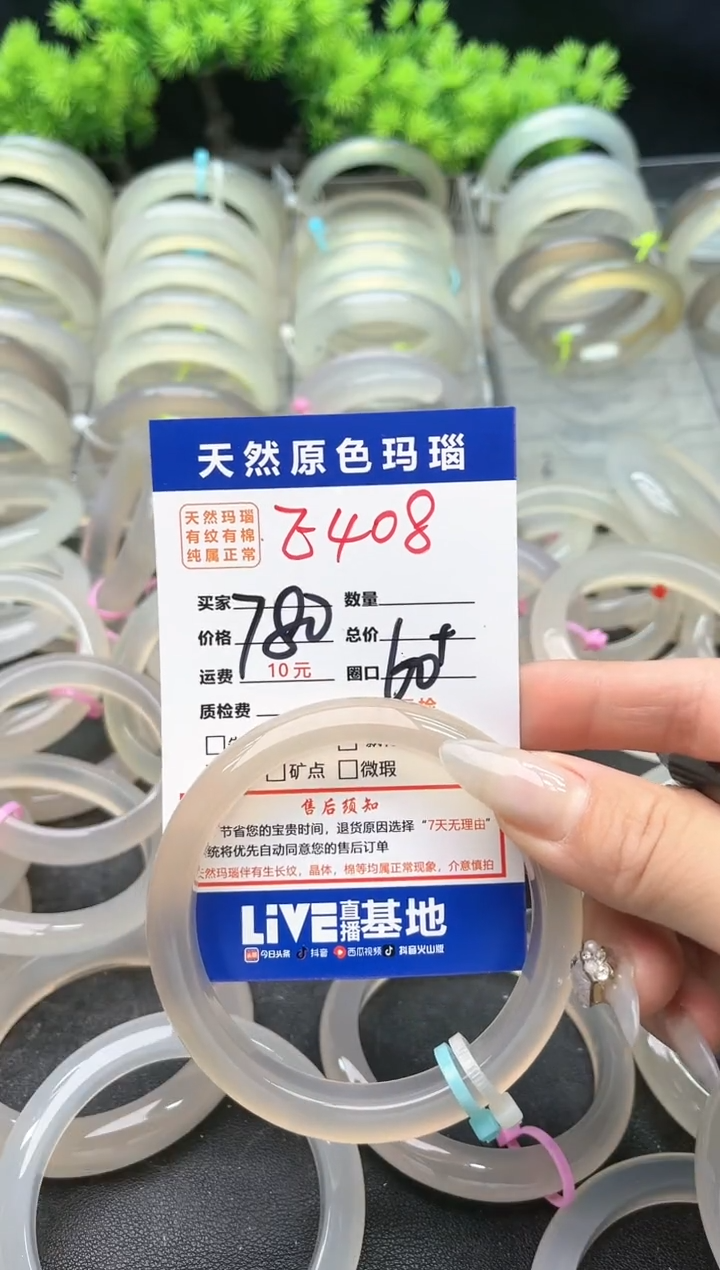 天然原色玛瑙
天然玛瑙
有纹有棉
纯属正常
飞408
买家 数量
价格 780 总价
运费 10元 圈口 60+
质检费
矿点 微瑕
售后须知
节省您的宝贵时间，退货原因选择“7天无理由”
统将优先自动同意您的售后订单
天然玛瑙伴有生长纹，晶体，棉等均属正常现象，介意慎拍
LiVE直播基地
今日头条 抖音 西瓜视频 抖音火山版